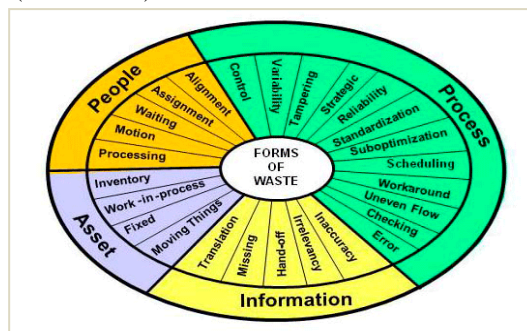 People
Alignment
Assignment
Waiting
Motion
Processing
Process
Control
Variability
Tampering
Strategic
Reliability
Standardization
Suboptimization
Scheduling
Workaround
Uneven Flow
Checking
Error
FORMS
OF
WASTE
Asset
Inventory
Work-in-process
Fixed
Moving Things
Information
Translation
Missing
Hand-off
Irrelevancy
Inaccuracy